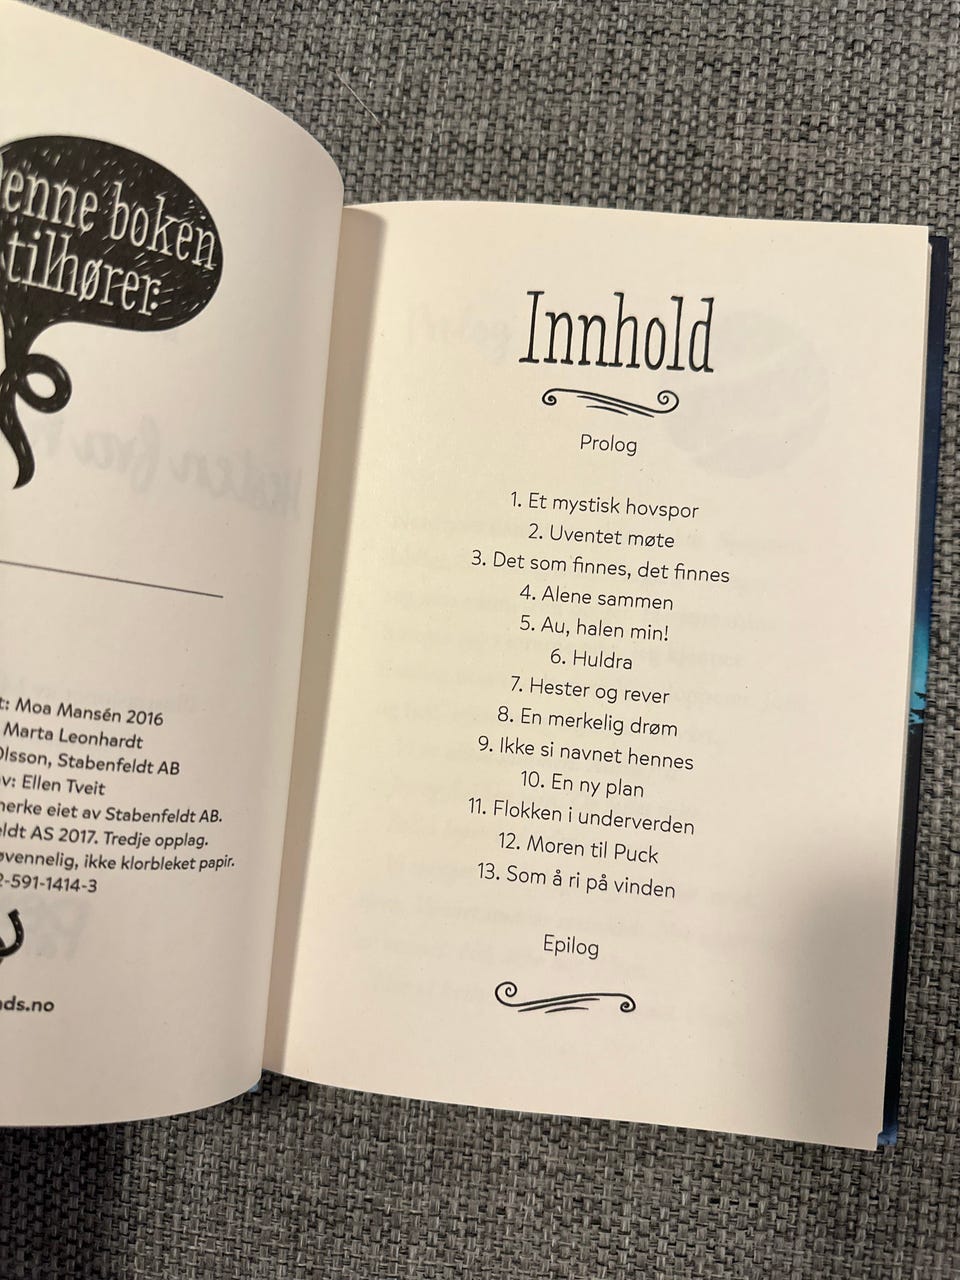 enne boken
tilhører:
t: Moa Mansén 2016
Marta Leonhardt
Olsson, Stabenfeldt AB
v: Ellen Tveit
merke eiet av Stabenfeldt AB.
eldt AS 2017. Tredje opplag.
øvennelig, ikke klorbleket papir.
2-591-1414-3
ds.no
Innhold
Prolog
1. Et mystisk hovspor
2. Uventet møte
3. Det som finnes, det finnes
4. Alene sammen
5. Au, halen min!
6. Huldra
7. Hester og rever
8. En merkelig drøm
9. Ikke si navnet hennes
10. En ny plan
11. Flokken i underverden
12. Moren til Puck
13. Som å ri på vinden
Epilog